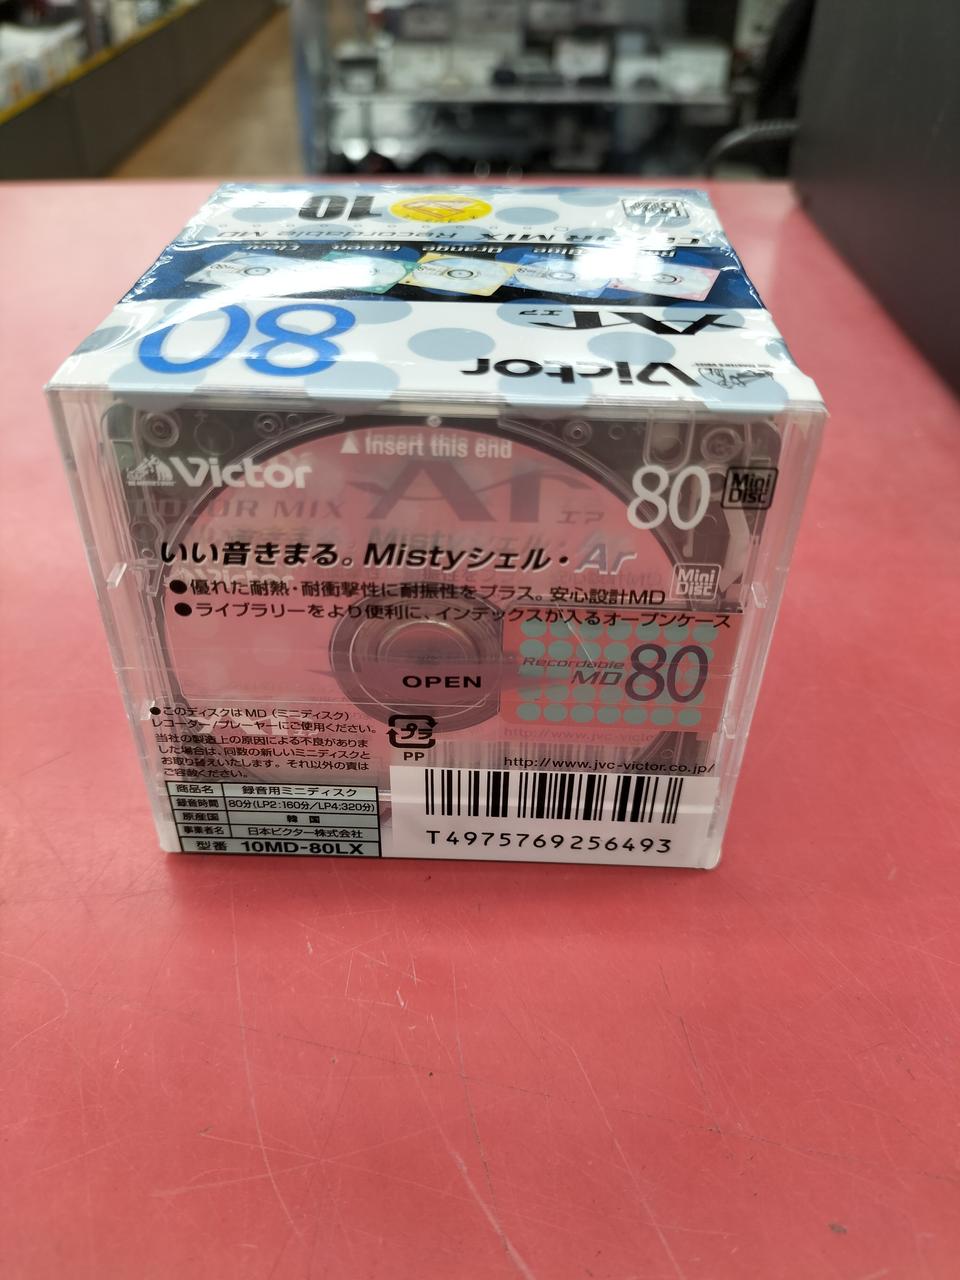 10
COLOR MIX Recordable MD
Clear
Green
Orange
Blue
80
Ar
エア
Victor
▲Insert this end
Victor
80
Mini
Disc
COLOR MIX
Ar
エア
いい音きまる。Mistyシェル・Ar
●優れた耐熱・耐衝撃性に耐振性をプラス。安心設計MD
●ライブラリーをより便利に、インデックスが入るオープンケース
Mini
Disc
Recordable
MD 80
OPEN
●このディスクはMD(ミニディスク)
レコーダー/プレーヤーにご使用ください。
当社の製造上の原因による不良がありま
した場合は、同数の新しいミニディスクと
お取り替えいたします。それ以外の責は
ご容赦ください。
プラ
PP
http://www.jvc-victor.co.jp/
商品名 録音用ミニディスク
録音時間 80分(LP2:160分/LP4:320分)
原産国 韓国
事業者名 日本ビクター株式会社
型番 10MD-80LX
T4975769256493